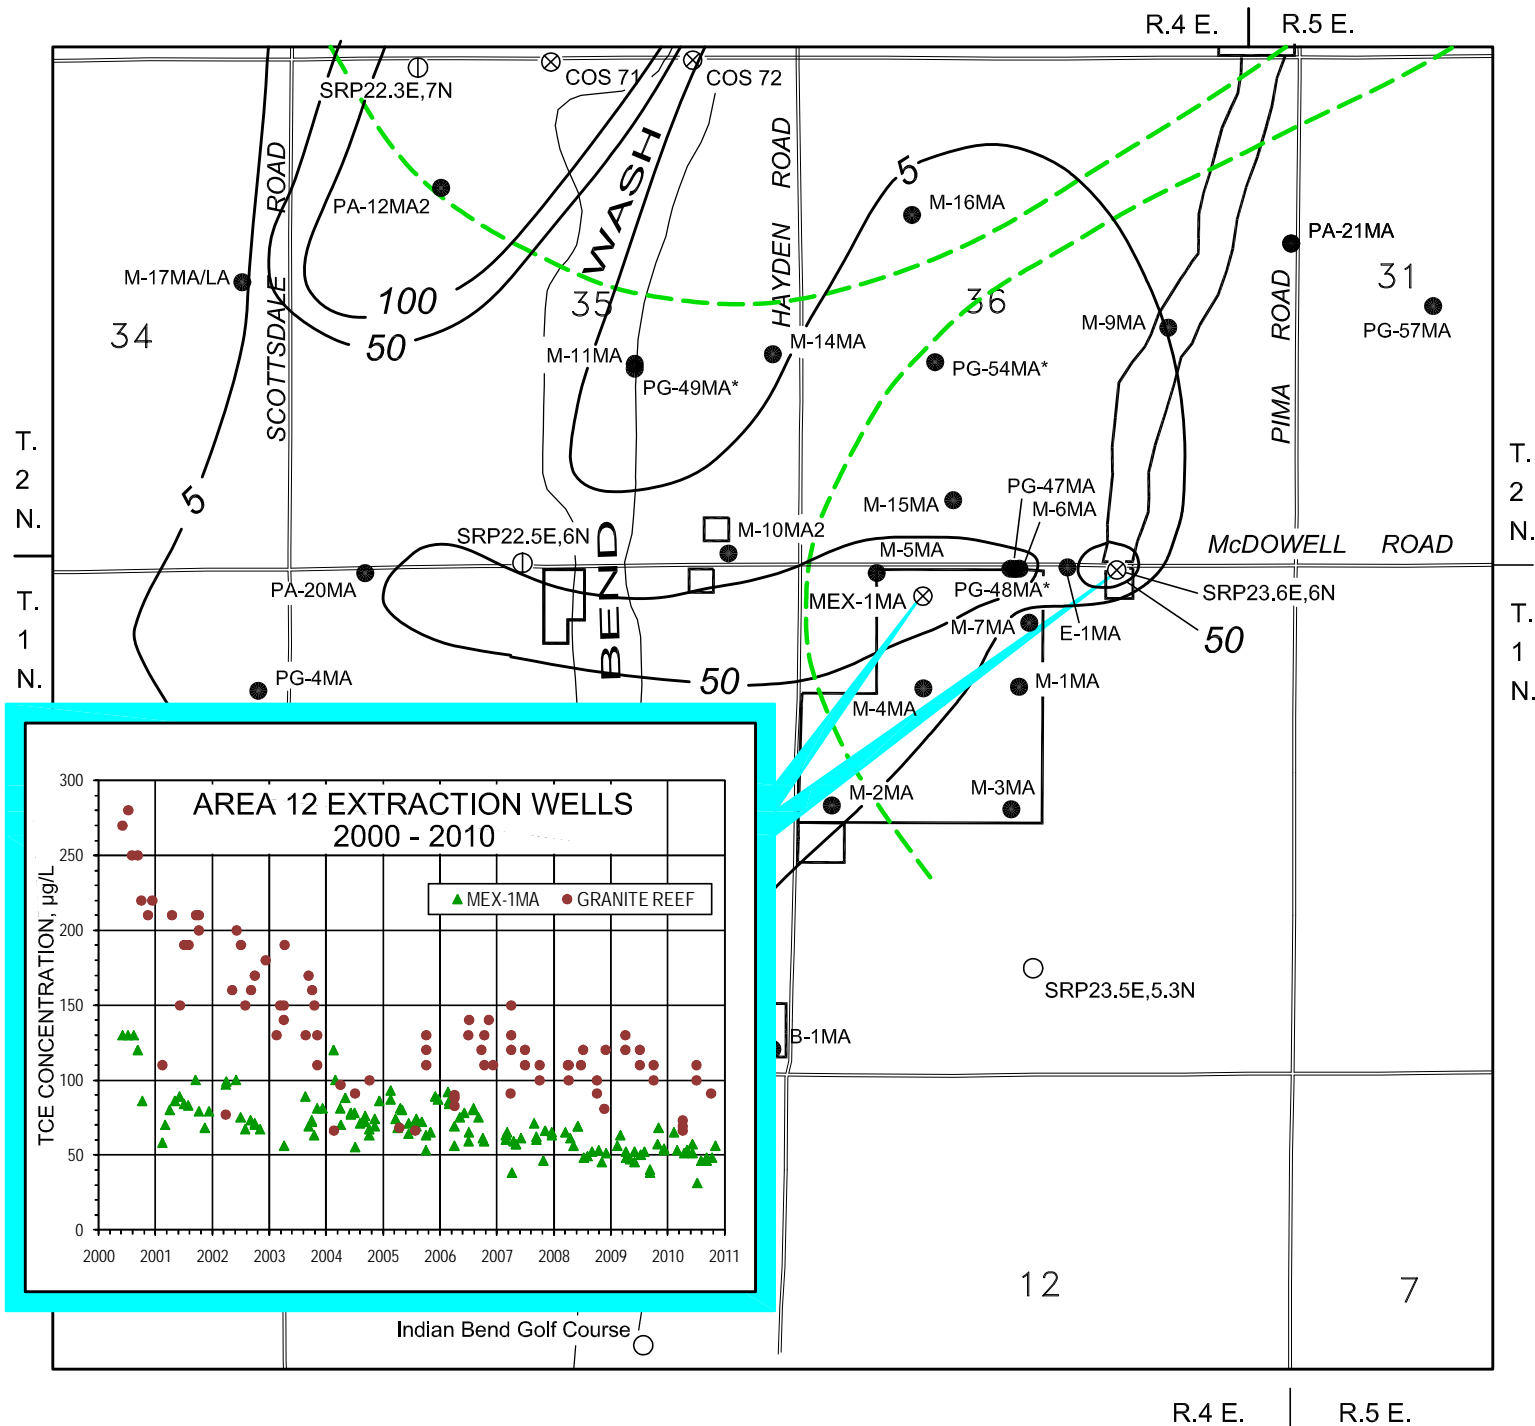 R.4 E. R.5 E.
COS 71
COS 72
SRP22.3E,7N
WASH
HAYDEN ROAD
SCOTTSDALE ROAD
5
PA-12MA2
M-16MA
PA-21MA
M-17MA/LA
34
35
36
31
100
50
M-9MA
PG-57MA
M-11MA
M-14MA
PG-49MA*
PG-54MA*
PIMA ROAD
T.
2
N.
T.
2
N.
5
PG-47MA
M-6MA
M-15MA
SRP22.5E,6N
M-10MA2
M-5MA
McDOWELL ROAD
BEND
PA-20MA
MEX-1MA
PG-48MA*
SRP23.6E,6N
T.
1
N.
T.
1
N.
M-7MA
E-1MA
50
PG-4MA
50
M-4MA
M-1MA
M-2MA
M-3MA
AREA 12 EXTRACTION WELLS
2000 - 2010
MEX-1MA GRANITE REEF
TCE CONCENTRATION, µg/L
300
250
200
150
100
50
0
2000 2001 2002 2003 2004 2005 2006 2007 2008 2009 2010 2011
SRP23.5E,5.3N
B-1MA
12
7
Indian Bend Golf Course
R.4 E. R.5 E.